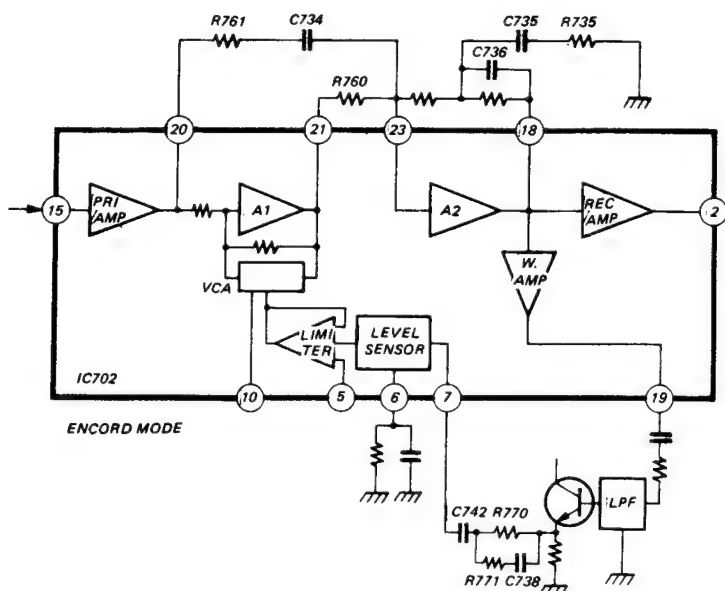 R761
C734
C735
R735
C736
R760
20
21
23
18
15
PRI
AMP
A1
A2
REC
AMP
2
VCA
W.
AMP
LIMI
TER
LEVEL
SENSOR
IC702
10
5
6
7
19
ENCORD MODE
C742
R770
LPF
R771
C738